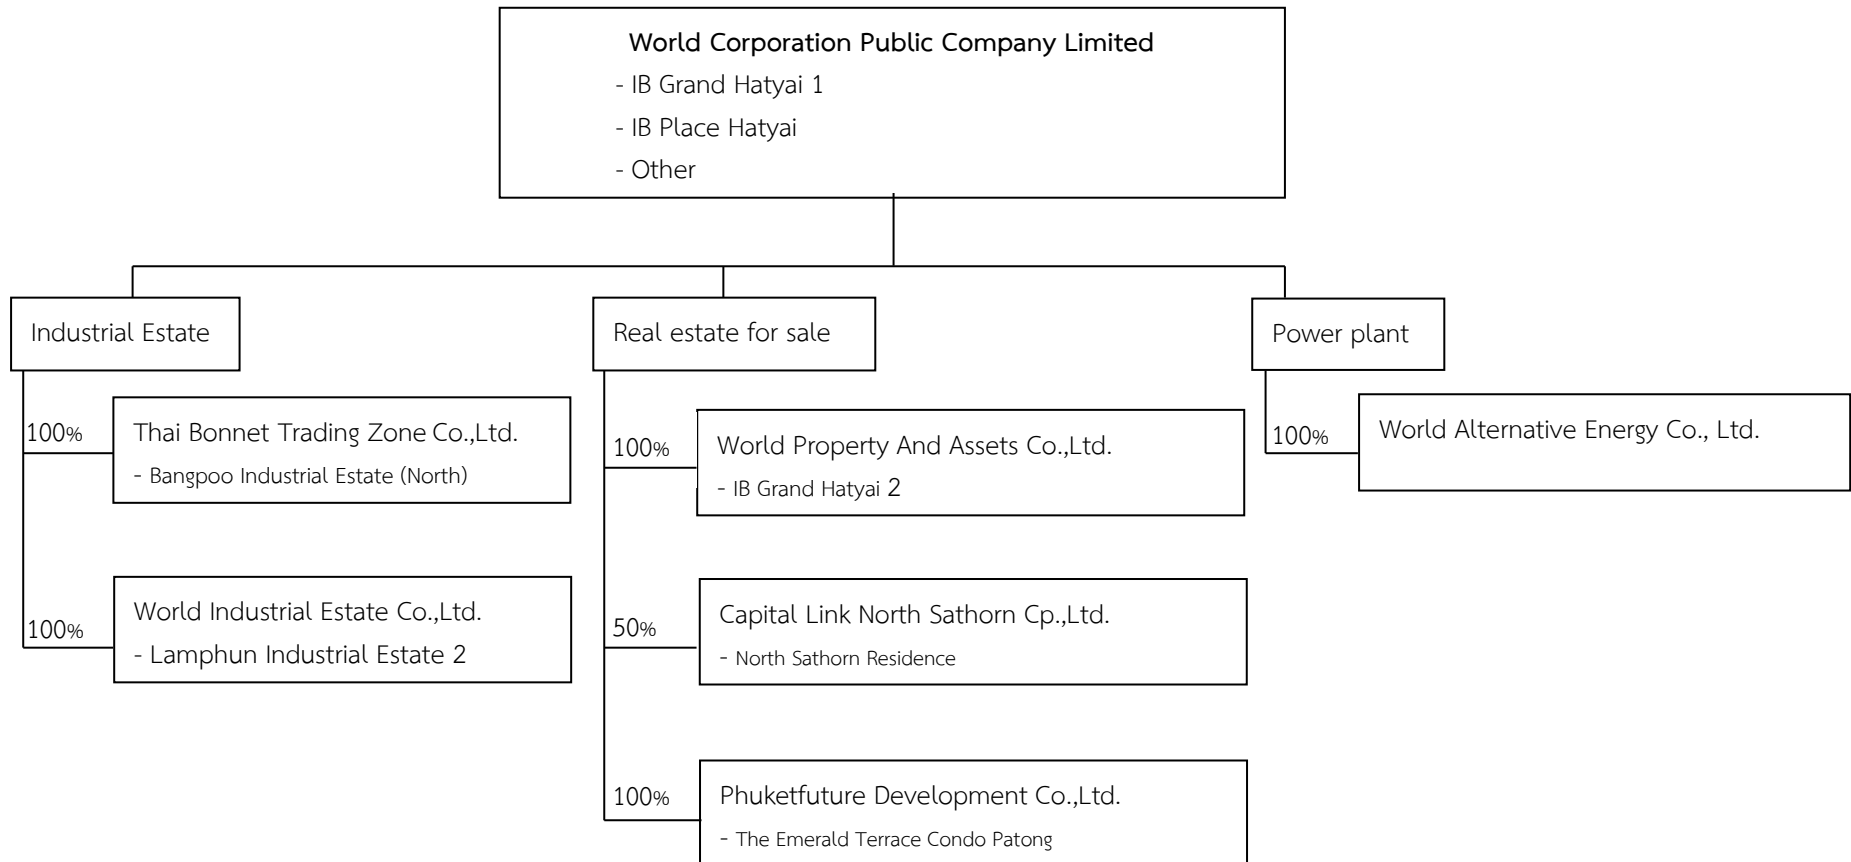 World Corporation Public Company Limited
- IB Grand Hatyai 1
- IB Place Hatyai
- Other
Industrial Estate
Real estate for sale
Power plant
100%
Thai Bonnet Trading Zone Co.,Ltd.
- Bangpoo Industrial Estate (North)
100%
World Industrial Estate Co.,Ltd.
- Lamphun Industrial Estate 2
100%
World Property And Assets Co.,Ltd.
- IB Grand Hatyai 2
50%
Capital Link North Sathorn Cp.,Ltd.
- North Sathorn Residence
100%
Phuketfuture Development Co.,Ltd.
- The Emerald Terrace Condo Patong
100%
World Alternative Energy Co., Ltd.